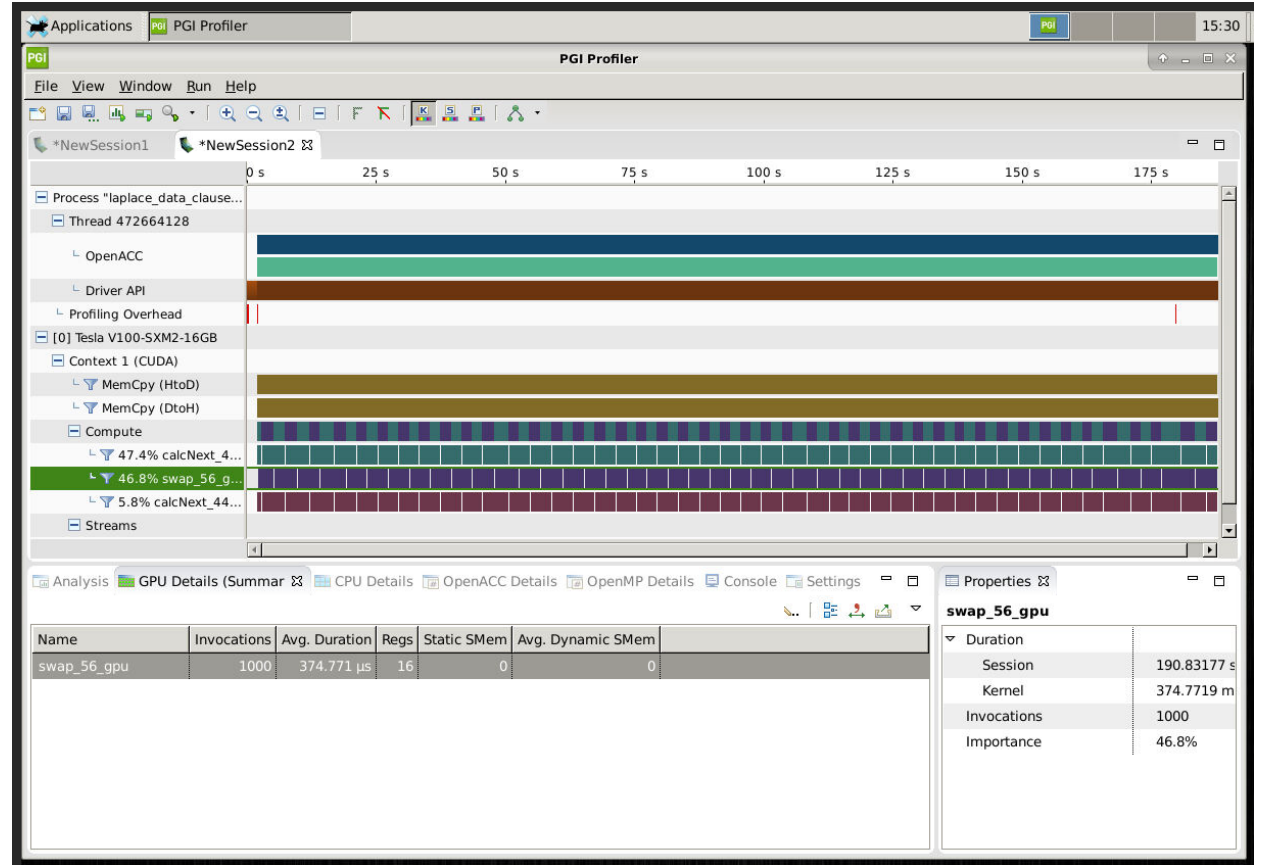 Applications PGI PGI Profiler PGI 15:30
PGI PGI Profiler
File View Window Run Help
F F K S P
*NewSession1 *NewSession2
0 s 25 s 50 s 75 s 100 s 125 s 150 s 175 s
Process "laplace_data_clause...
Thread 472664128
OpenACC
Driver API
Profiling Overhead
[0] Tesla V100-SXM2-16GB
Context 1 (CUDA)
MemCpy (HtoD)
MemCpy (DtoH)
Compute
47.4% calcNext_4...
46.8% swap_56_g...
5.8% calcNext_44...
Streams
Analysis GPU Details (Summar CPU Details OpenACC Details OpenMP Details Console Settings Properties
swap_56_gpu
Name Invocations Avg. Duration Regs Static SMem Avg. Dynamic SMem Duration
swap_56_gpu 1000 374.771 µs 16 0 0 Session 190.83177 s
Kernel 374.7719 m
Invocations 1000
Importance 46.8%